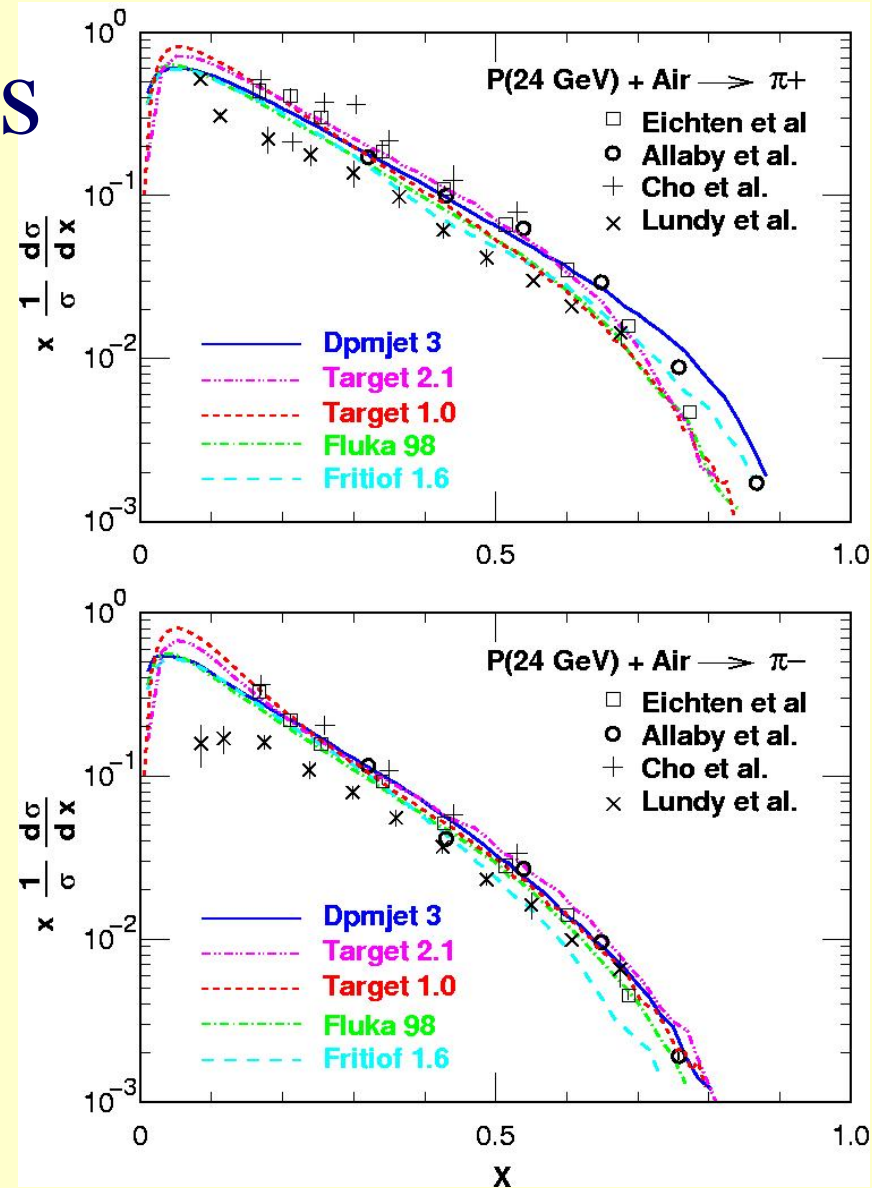 s
10⁰
P(24 GeV) + Air ⟶ π+
□ Eichten et al
o Allaby et al.
+ Cho et al.
× Lundy et al.
10⁻¹
x 1/σ dσ/dx
10⁻²
Dpmjet 3
Target 2.1
Target 1.0
Fluka 98
Fritiof 1.6
10⁻³
0 0.5 1.0
10⁰
P(24 GeV) + Air ⟶ π−
□ Eichten et al
o Allaby et al.
+ Cho et al.
× Lundy et al.
10⁻¹
x 1/σ dσ/dx
10⁻²
Dpmjet 3
Target 2.1
Target 1.0
Fluka 98
Fritiof 1.6
10⁻³
0 0.5 1.0
x